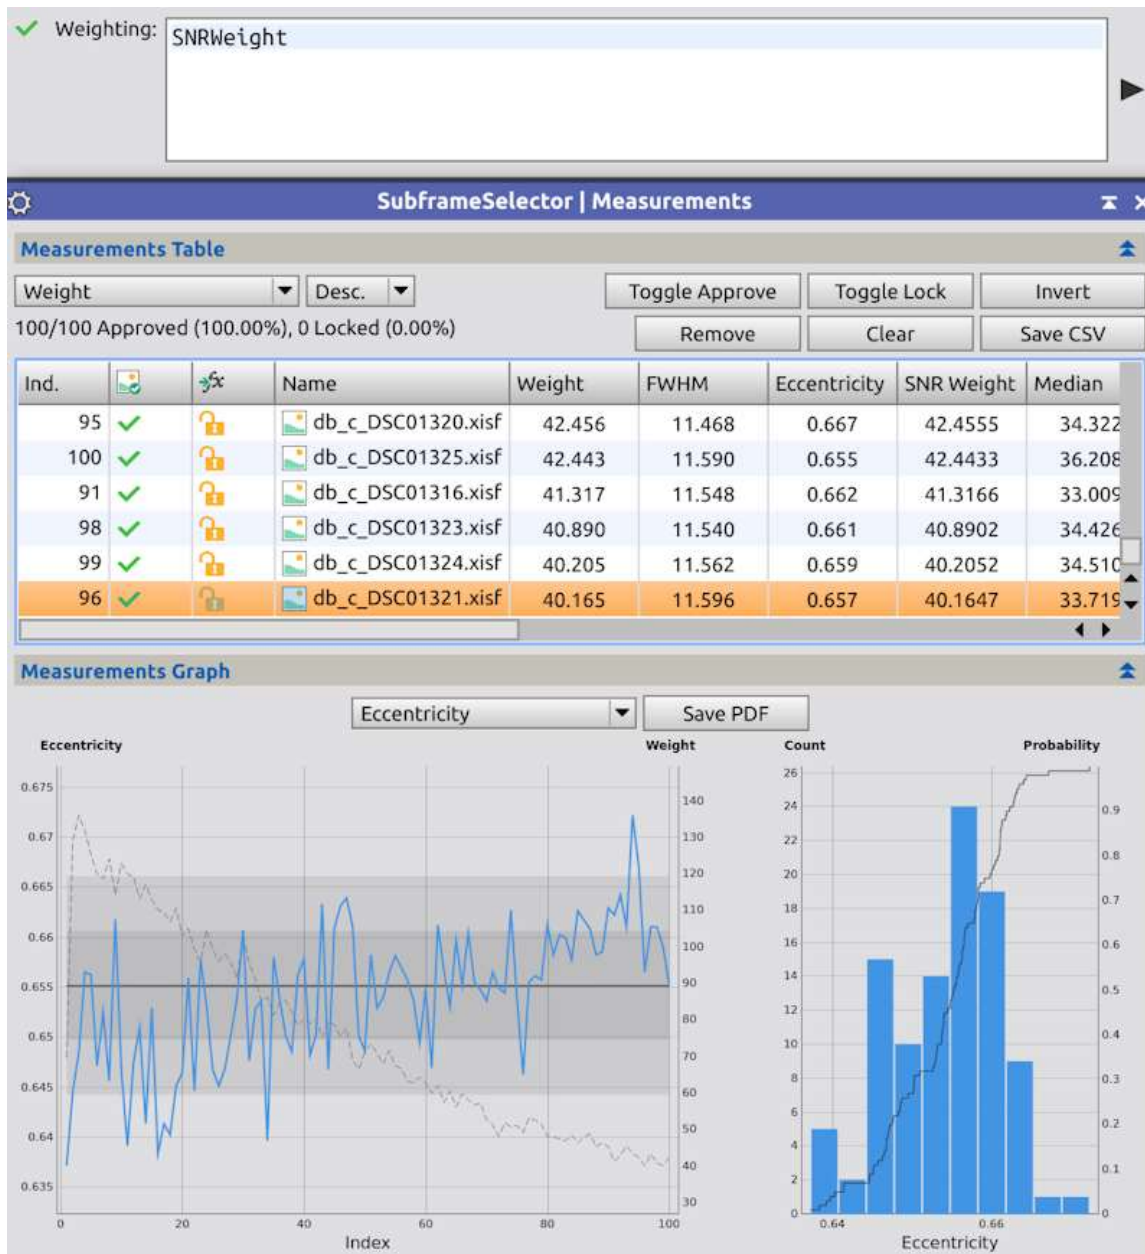 Weighting: SNRWeight
SubframeSelector | Measurements
Measurements Table
Weight Desc. Toggle Approve Toggle Lock Invert
100/100 Approved (100.00%), 0 Locked (0.00%) Remove Clear Save CSV
Ind. fx Name Weight FWHM Eccentricity SNR Weight Median
95 db_c_DSC01320.xisf 42.456 11.468 0.667 42.4555 34.322
100 db_c_DSC01325.xisf 42.443 11.590 0.655 42.4433 36.208
91 db_c_DSC01316.xisf 41.317 11.548 0.662 41.3166 33.009
98 db_c_DSC01323.xisf 40.890 11.540 0.661 40.8902 34.426
99 db_c_DSC01324.xisf 40.205 11.562 0.659 40.2052 34.510
96 db_c_DSC01321.xisf 40.165 11.596 0.657 40.1647 33.719
Measurements Graph
Eccentricity Save PDF
Eccentricity Weight Count Probability
0.675
0.67
0.665
0.66
0.655
0.65
0.645
0.64
0.635
140
130
120
110
100
90
80
70
60
50
40
30
0 20 40 60 80 100
Index
26
24
22
20
18
16
14
12
10
8
6
4
2
0
0.9
0.8
0.7
0.6
0.5
0.4
0.3
0.2
0.1
0
0.64 0.66
Eccentricity